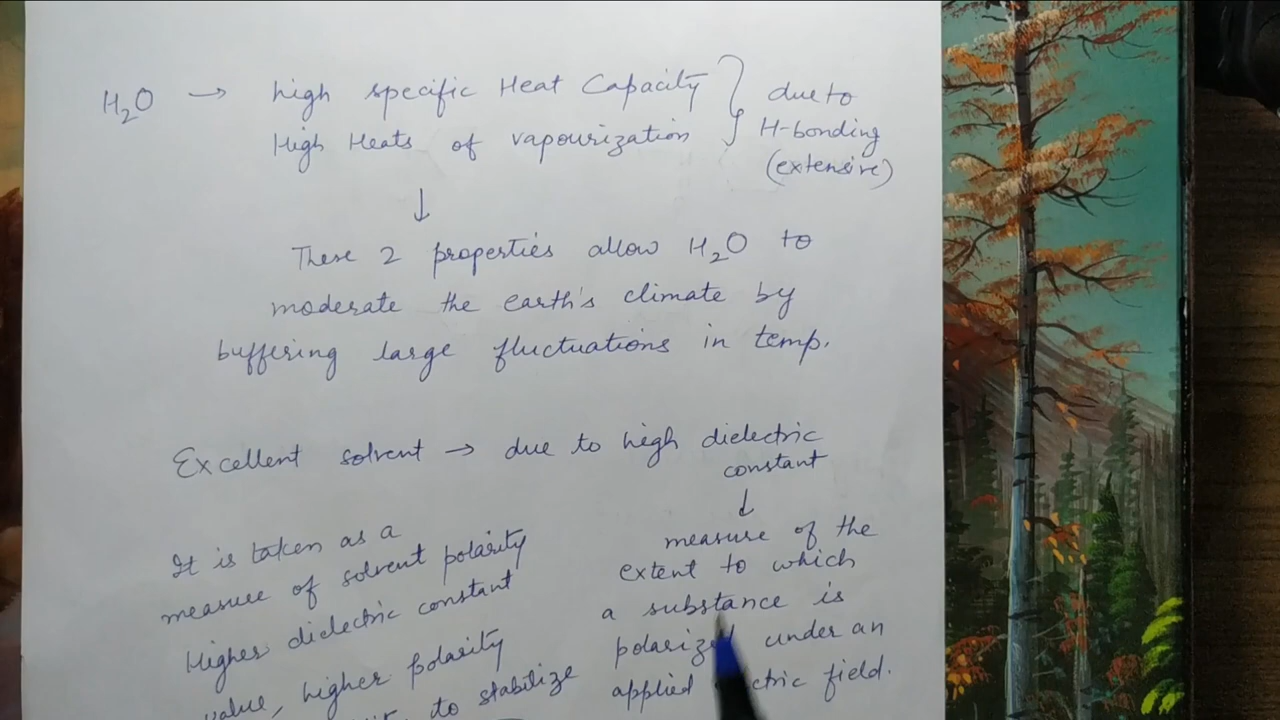 H₂O → high specific Heat Capacity } due to
High Heats of vapourization H-bonding
(extensive)
↓
These 2 properties allow H₂O to
moderate the earth's climate by
buffering large fluctuations in temp.
Excellent solvent → due to high dielectric
constant
↓
measure of the
extent to which
a substance is
under an
applied field.
It is taken as a
measure of solvent polarity
Higher dielectric constant
value, higher polarity
to stabilize